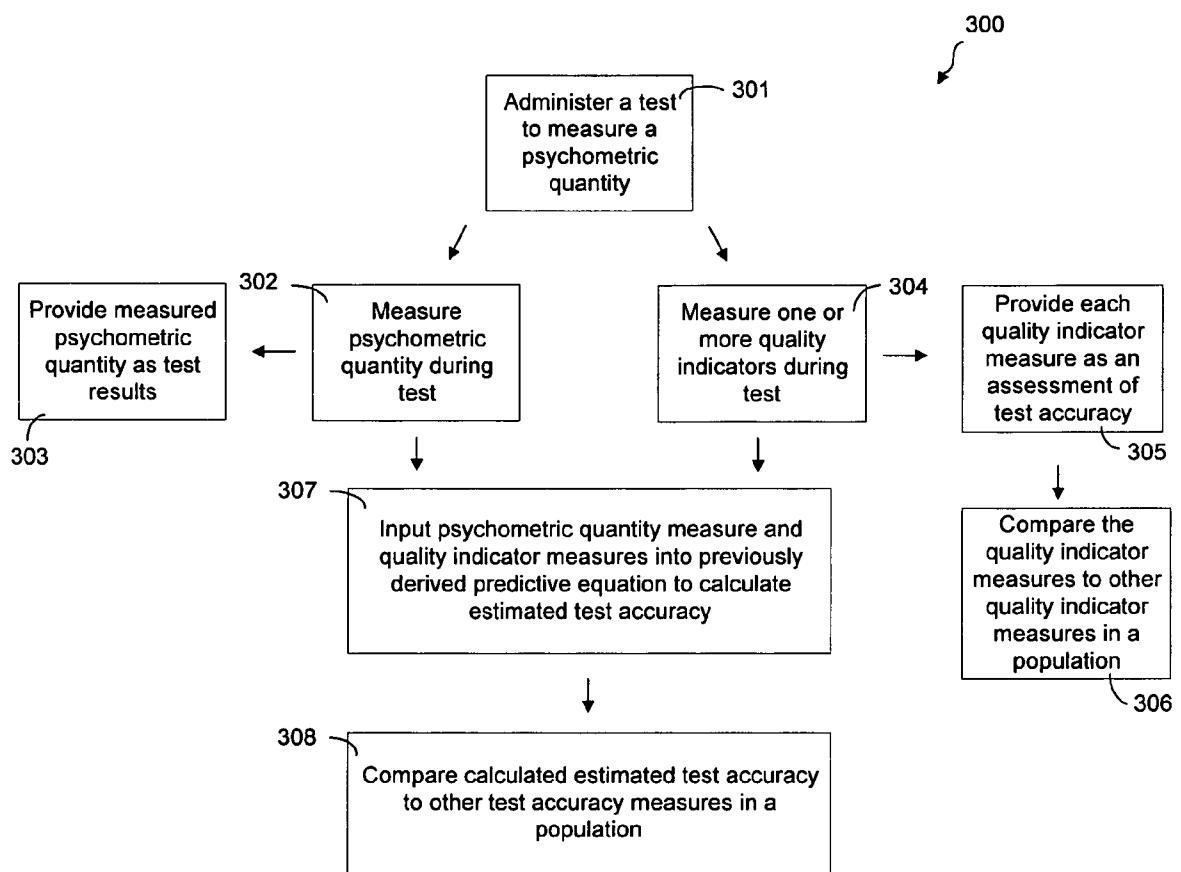 300
301
Administer a test
to measure a
psychometric
quantity
302
Measure
psychometric
quantity during
test
Provide measured
psychometric
quantity as test
results
303
304
Measure one or
more quality
indicators during
test
Provide each
quality indicator
measure as an
assessment of
test accuracy
305
Compare the
quality indicator
measures to other
quality indicator
measures in a
population
306
307
Input psychometric quantity measure and
quality indicator measures into previously
derived predictive equation to calculate
estimated test accuracy
308
Compare calculated estimated test accuracy
to other test accuracy measures in a
population